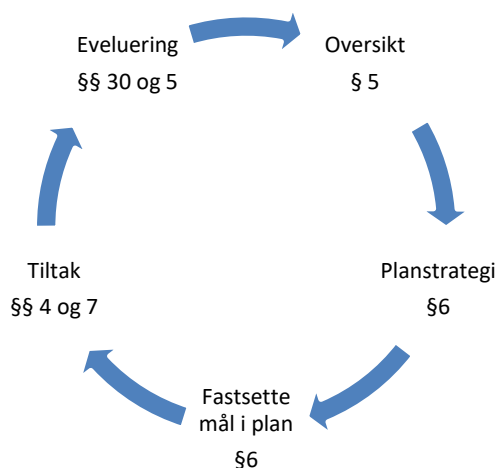 Eveluering
§§ 30 og 5
Oversikt
§ 5
Planstrategi
§6
Fastsette
mål i plan
§6
Tiltak
§§ 4 og 7